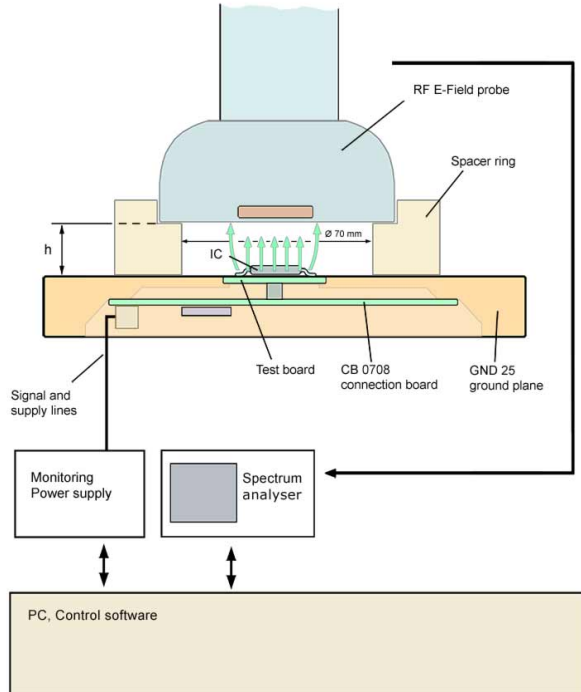 RF E-Field probe
Spacer ring
h
Ø 70 mm
IC
Test board
CB 0708
connection board
GND 25
ground plane
Signal and
supply lines
Monitoring
Power supply
Spectrum
analyser
PC, Control software